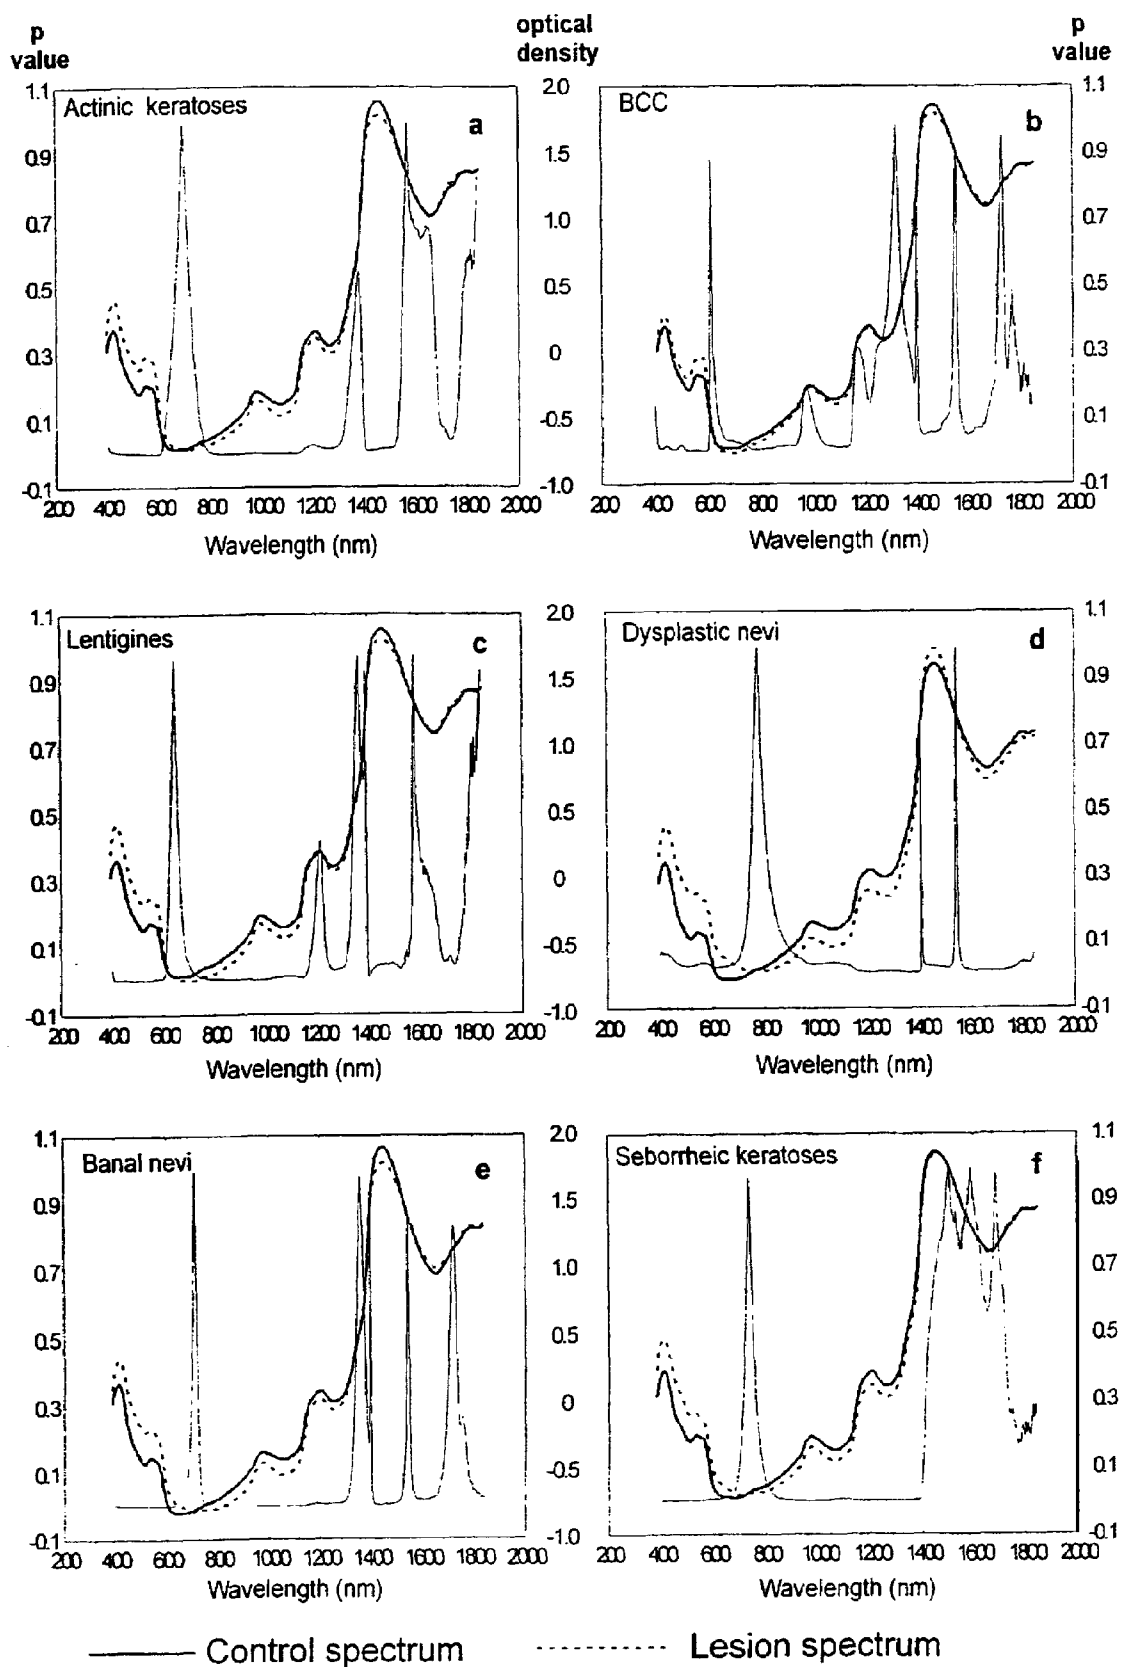 p value
optical density
p value
1.1
0.9
0.7
0.5
0.3
0.1
-0.1
Actinic keratoses
a
2.0
1.5
1.0
0.5
0
-0.5
-1.0
BCC
b
1.1
0.9
0.7
0.5
0.3
0.1
-0.1
200 400 600 800 1000 1200 1400 1600 1800 2000
200 400 600 800 1000 1200 1400 1600 1800 2000
Wavelength (nm)
Wavelength (nm)
1.1
0.9
0.7
0.5
0.3
0.1
-0.1
Lentigines
c
2.0
1.5
1.0
0.5
0
-0.5
-1.0
Dysplastic nevi
d
1.1
0.9
0.7
0.5
0.3
0.1
-0.1
200 400 600 800 1000 1200 1400 1600 1800 2000
200 400 600 800 1000 1200 1400 1600 1800 2000
Wavelength (nm)
Wavelength (nm)
1.1
0.9
0.7
0.5
0.3
0.1
-0.1
Banal nevi
e
2.0
1.5
1.0
0.5
0
-0.5
-1.0
Seborrheic keratoses
f
1.1
0.9
0.7
0.5
0.3
0.1
-0.1
200 400 600 800 1000 1200 1400 1600 1800 2000
200 400 600 800 1000 1200 1400 1600 1800 2000
Wavelength (nm)
Wavelength (nm)
Control spectrum
Lesion spectrum